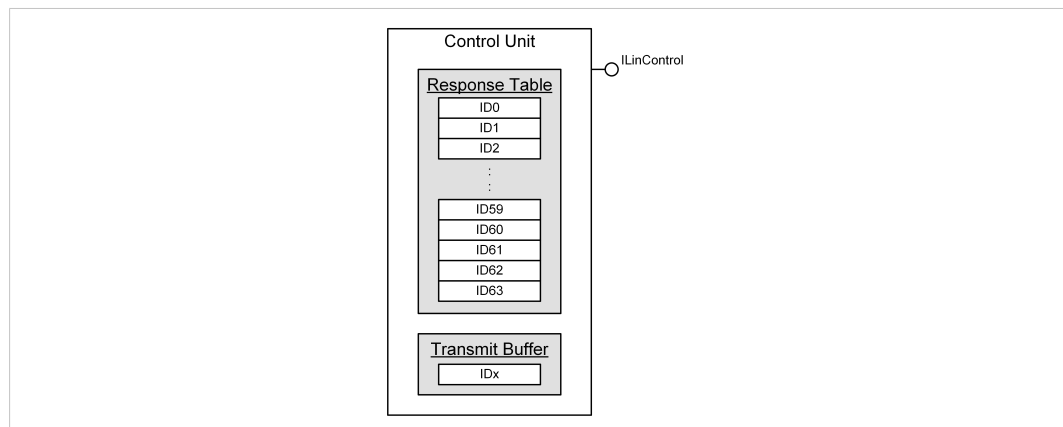 Control Unit
ILinControl
Response Table
ID0
ID1
ID2
:
:
ID59
ID60
ID61
ID62
ID63
Transmit Buffer
IDx